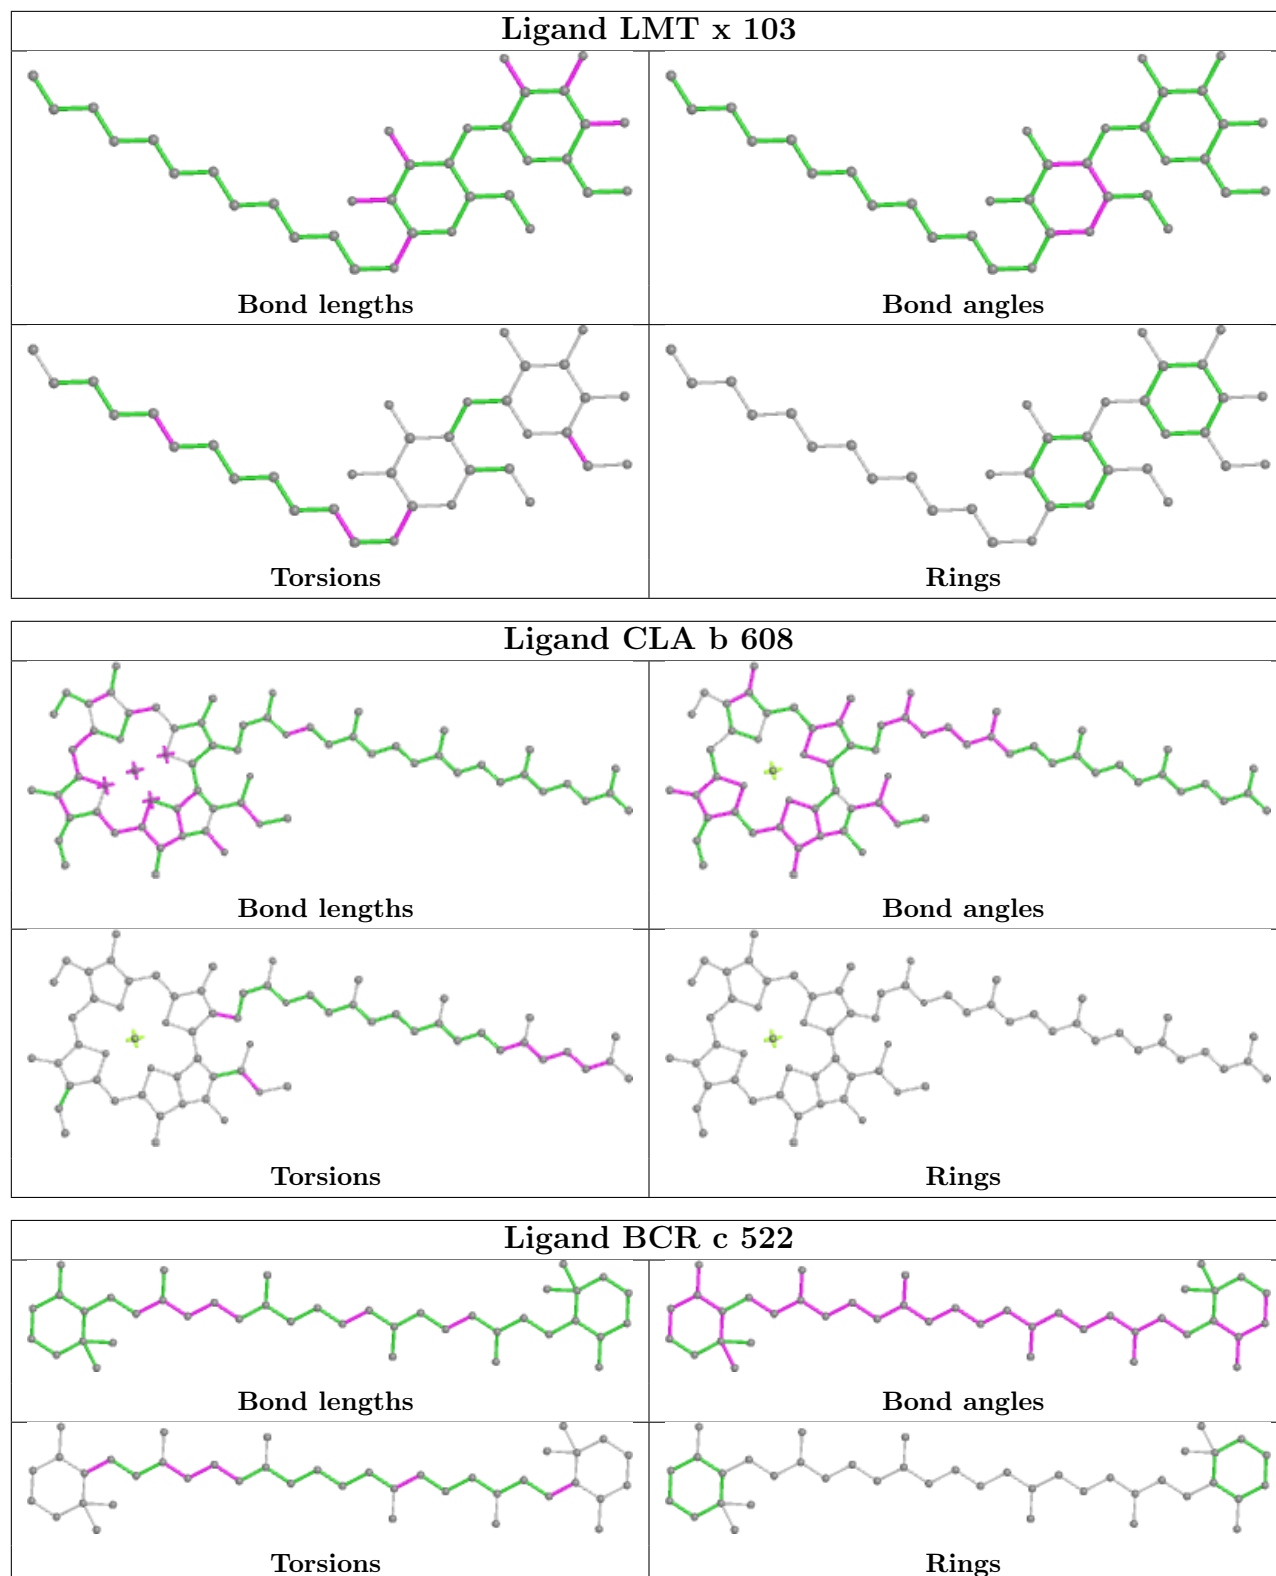 Ligand LMT x 103
Bond lengths
Bond angles
Torsions
Rings
Ligand CLA b 608
Bond lengths
Bond angles
Torsions
Rings
Ligand BCR c 522
Bond lengths
Bond angles
Torsions
Rings